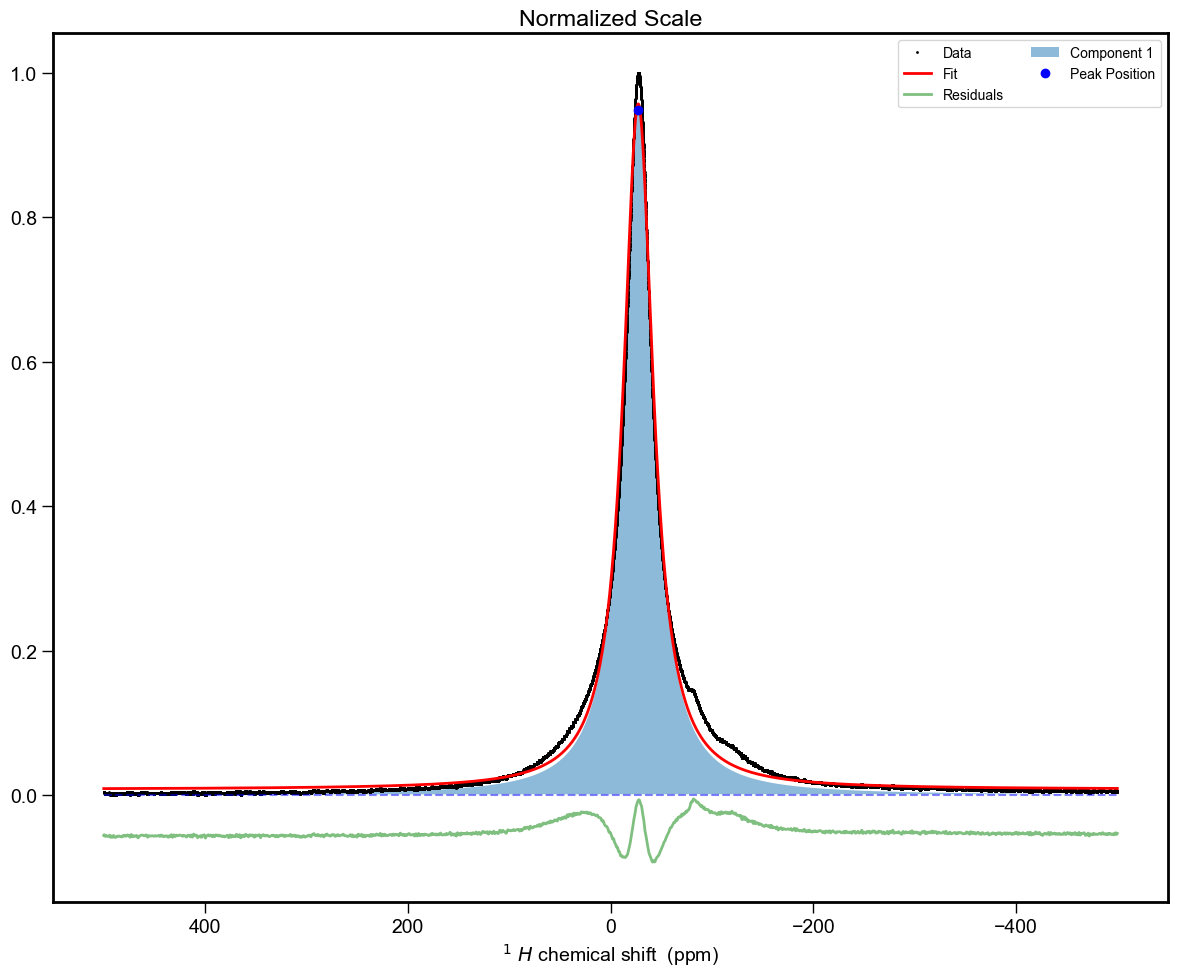 Normalized Scale
Data
Fit
Residuals
Component 1
Peak Position
1.0
0.8
0.6
0.4
0.2
0.0
400
200
0
−200
−400
¹ H chemical shift (ppm)